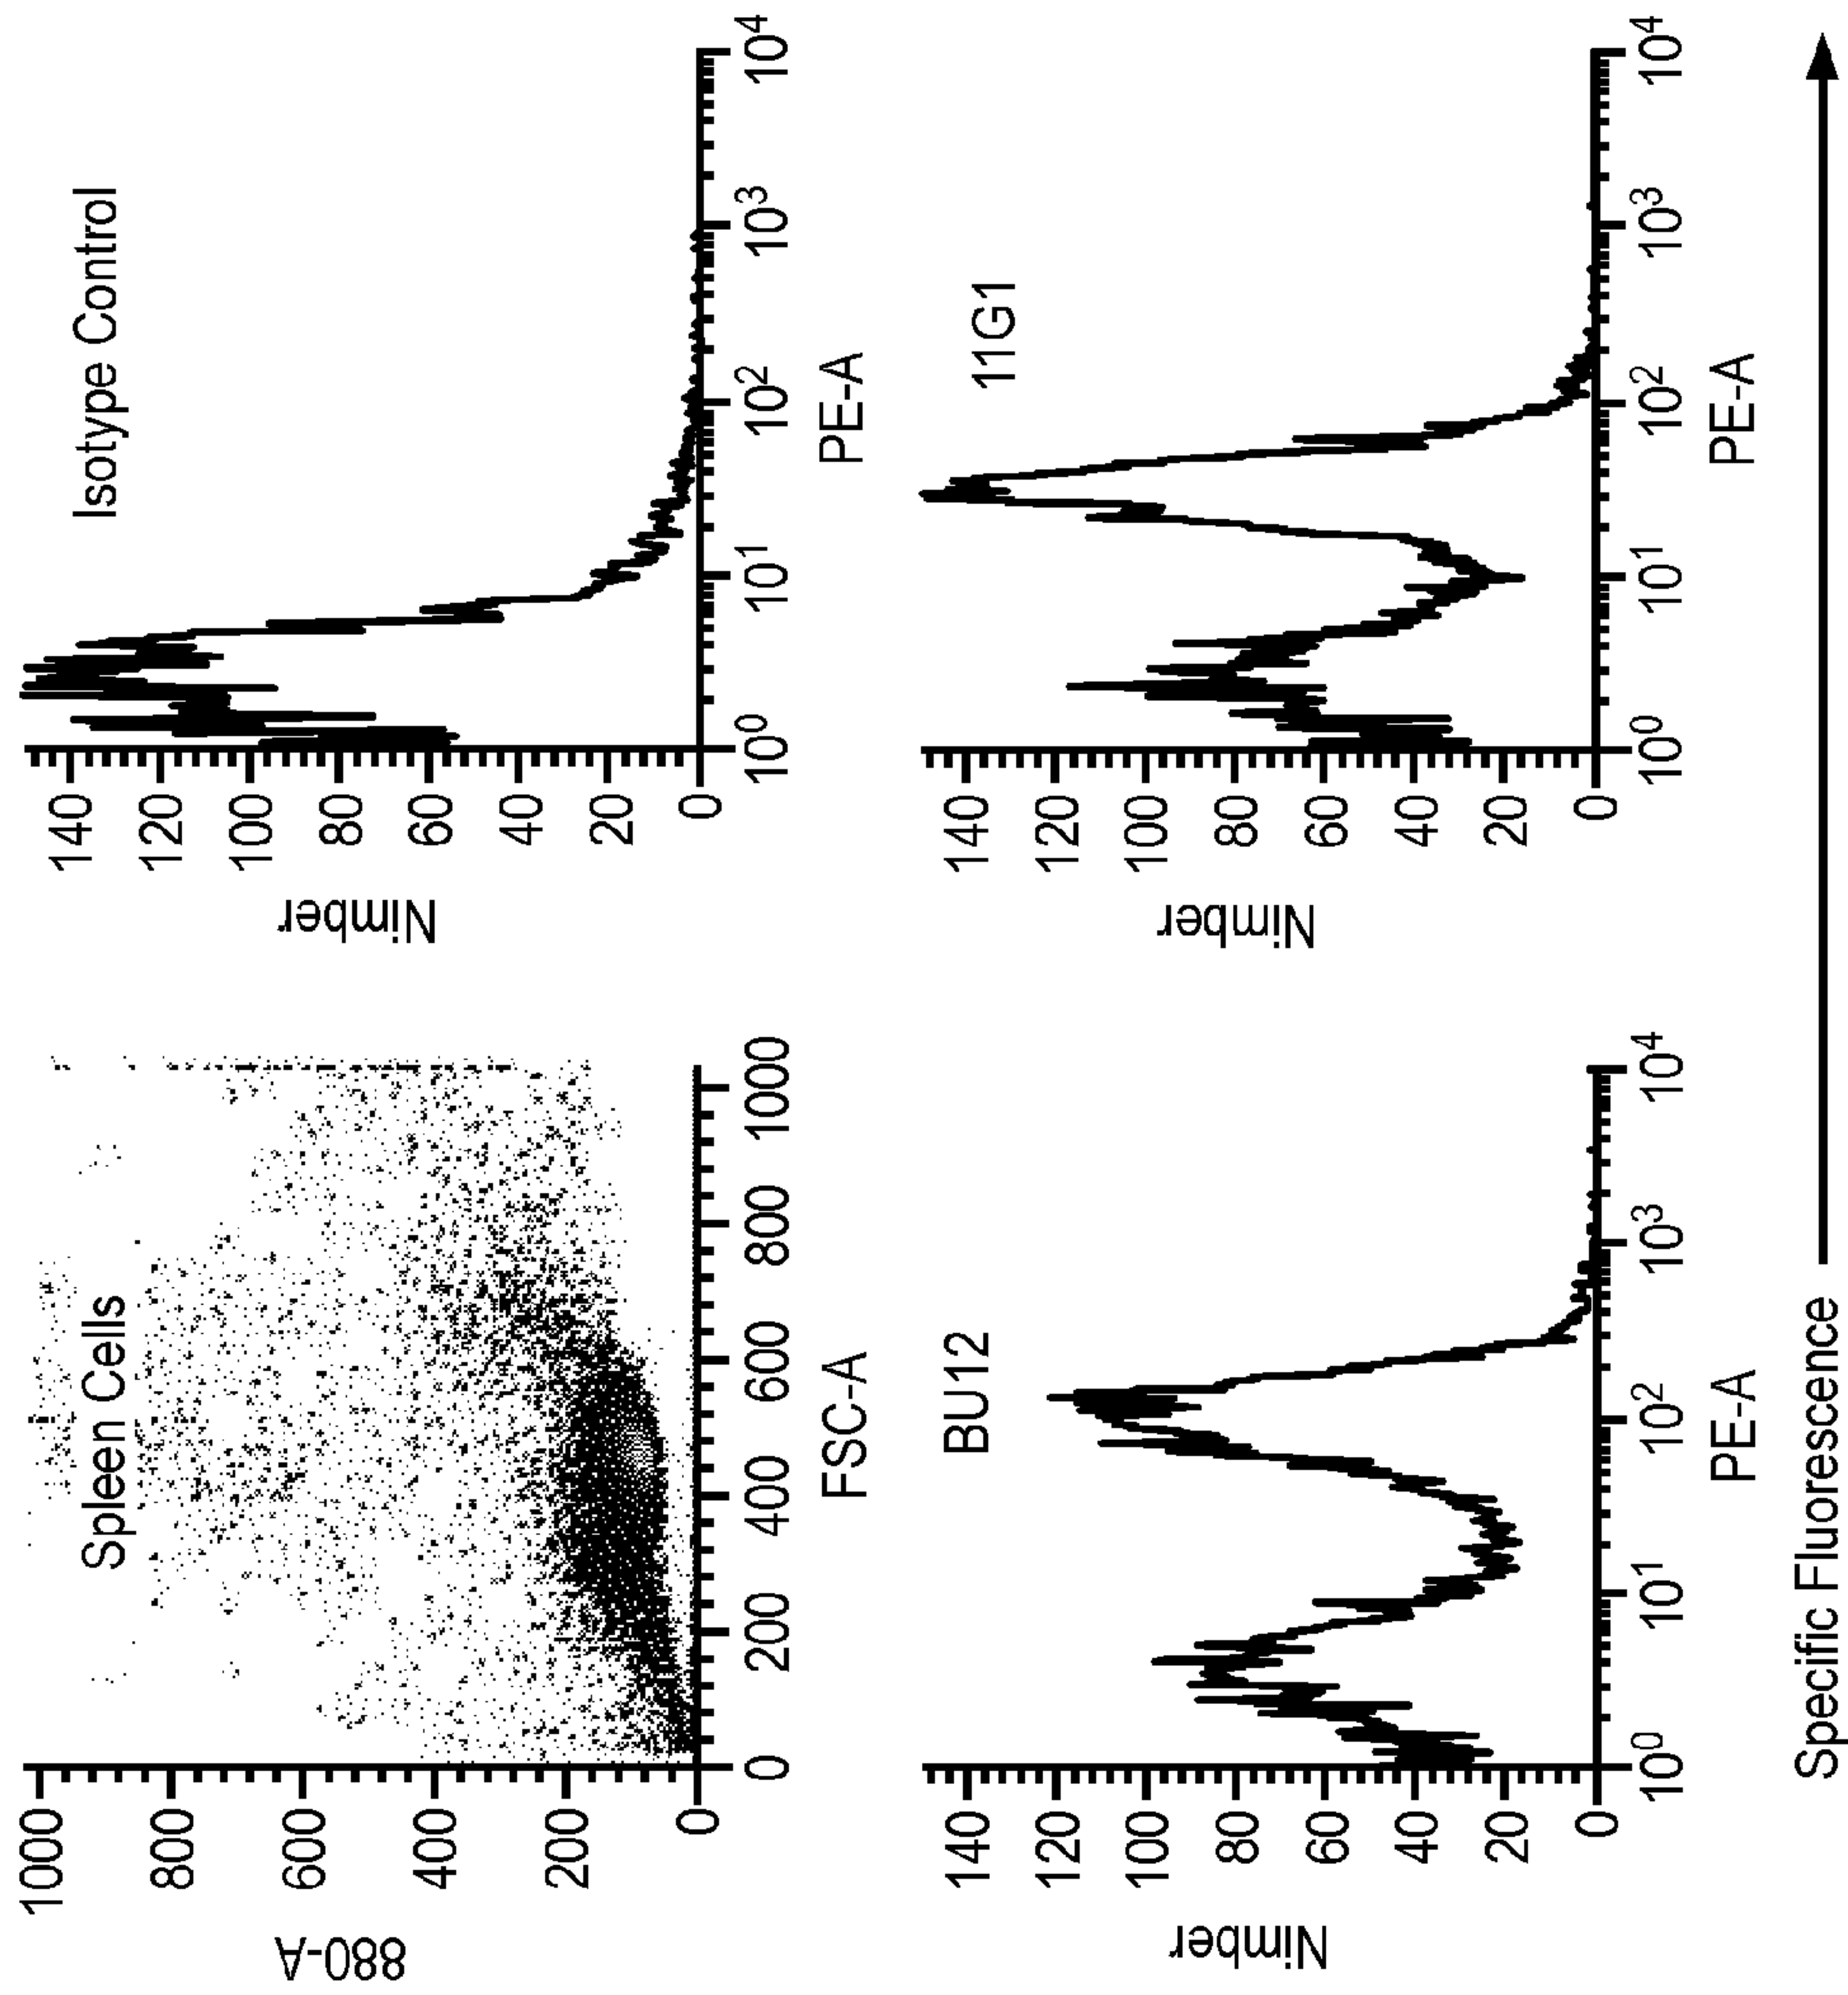 Spleen Cells
880-A
1000
800
600
400
200
0
0 200 400 600 800 1000
FSC-A
Isotype Control
Nimber
140
120
100
80
60
40
20
0
10⁰ 10¹ 10² 10³ 10⁴
PE-A
BU12
Nimber
140
120
100
80
60
40
20
0
10⁰ 10¹ 10² 10³ 10⁴
PE-A
11G1
Nimber
140
120
100
80
60
40
20
0
10⁰ 10¹ 10² 10³ 10⁴
PE-A
Specific Fluorescence